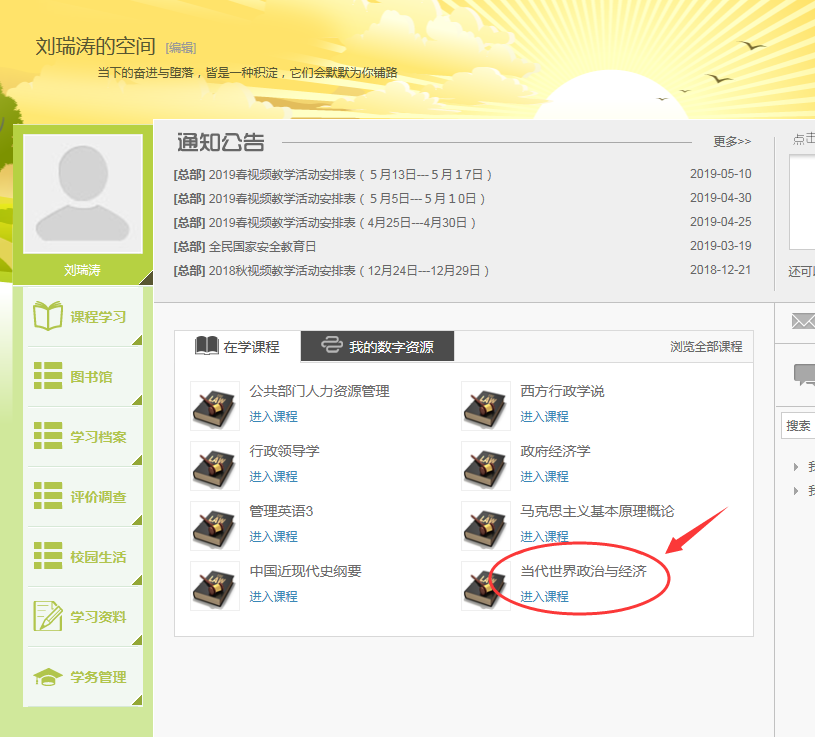 刘瑞涛的空间 [编辑]
当下的奋进与堕落，皆是一种积淀，它们会默默为你铺路
刘瑞涛
课程学习
图书馆
学习档案
评价调查
校园生活
学习资料
学务管理
通知公告 更多>>
[总部] 2019春视频教学活动安排表（５月13日---５月１7日） 2019-05-10
[总部] 2019春视频教学活动安排表（５月5日---５月１0日） 2019-04-30
[总部] 2019春视频教学活动安排表（4月25日---4月30日） 2019-04-25
[总部] 全民国家安全教育日 2019-03-19
[总部] 2018秋视频教学活动安排表（12月24日---12月29日） 2018-12-21
在学课程 我的数字资源 浏览全部课程
公共部门人力资源管理 西方行政学说
进入课程 进入课程
行政领导学 政府经济学
进入课程 进入课程
管理英语3 马克思主义基本原理概论
进入课程 进入课程
中国近现代史纲要 当代世界政治与经济
进入课程 进入课程
点击
还可以
搜索
我
我